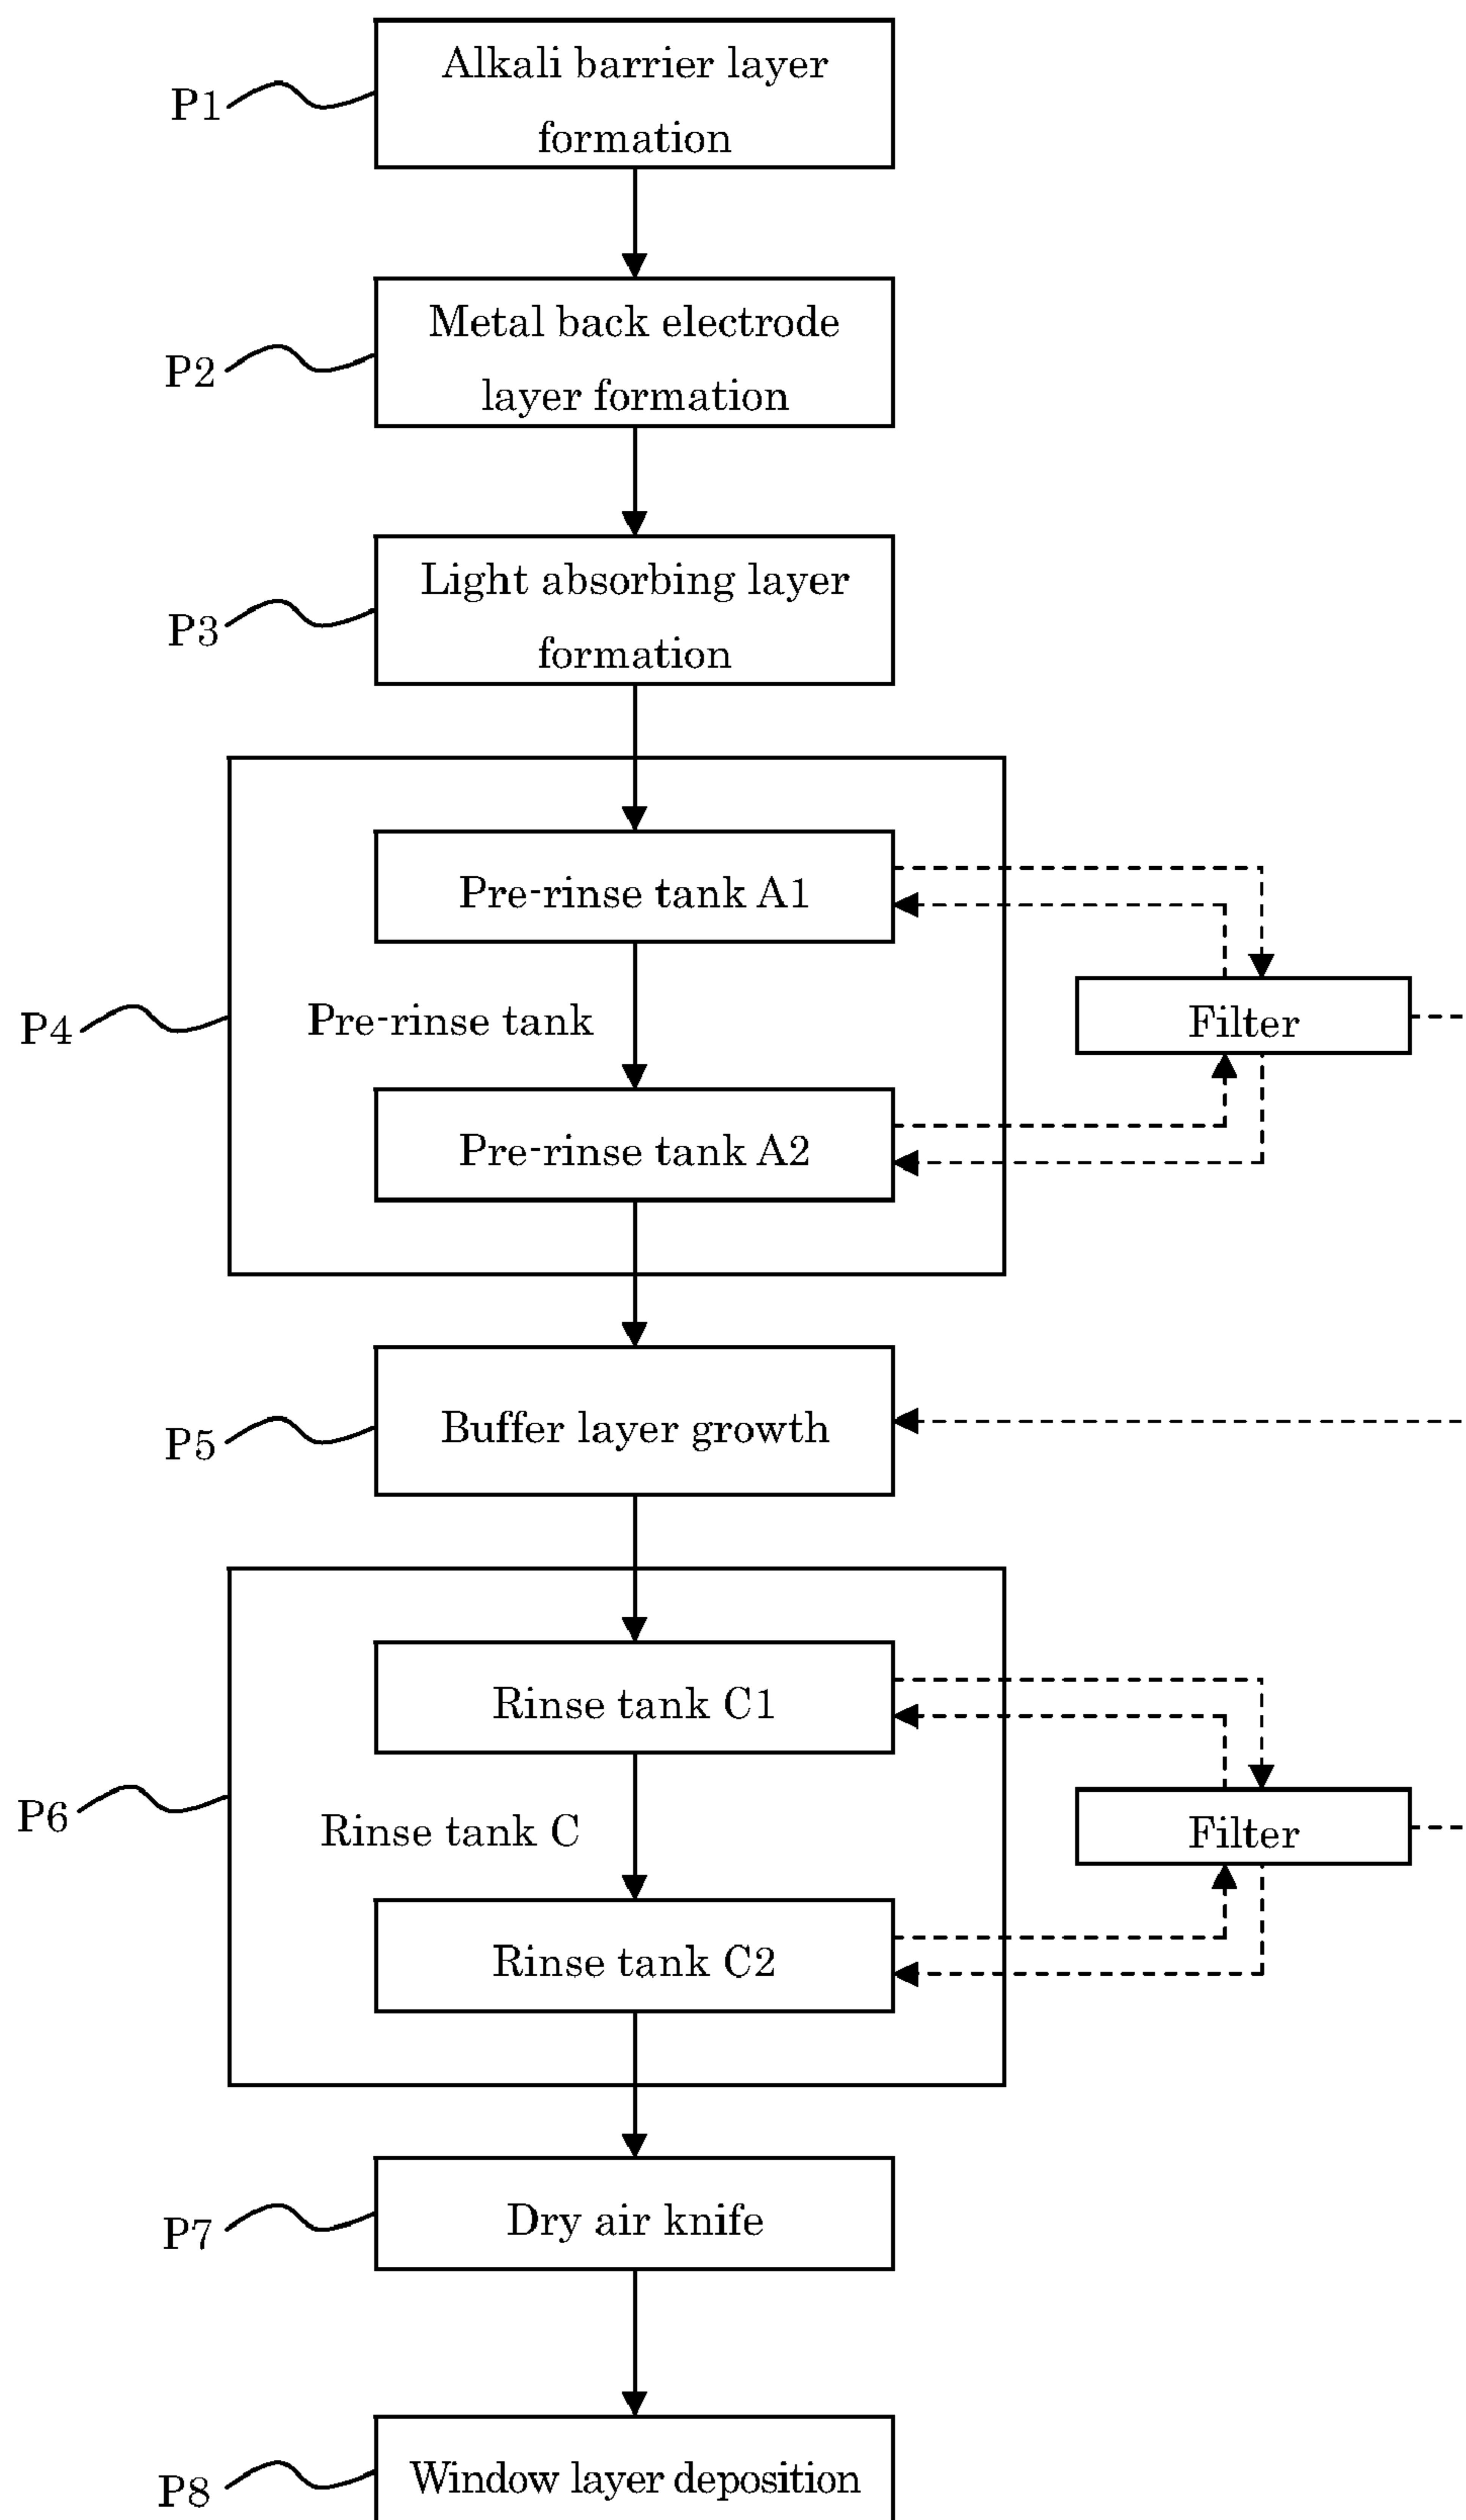 P1
Alkali barrier layer
formation
P2
Metal back electrode
layer formation
P3
Light absorbing layer
formation
Pre-rinse tank A1
P4
Pre-rinse tank
Filter
Pre-rinse tank A2
P5
Buffer layer growth
Rinse tank C1
P6
Rinse tank C
Filter
Rinse tank C2
P7
Dry air knife
P8
Window layer deposition